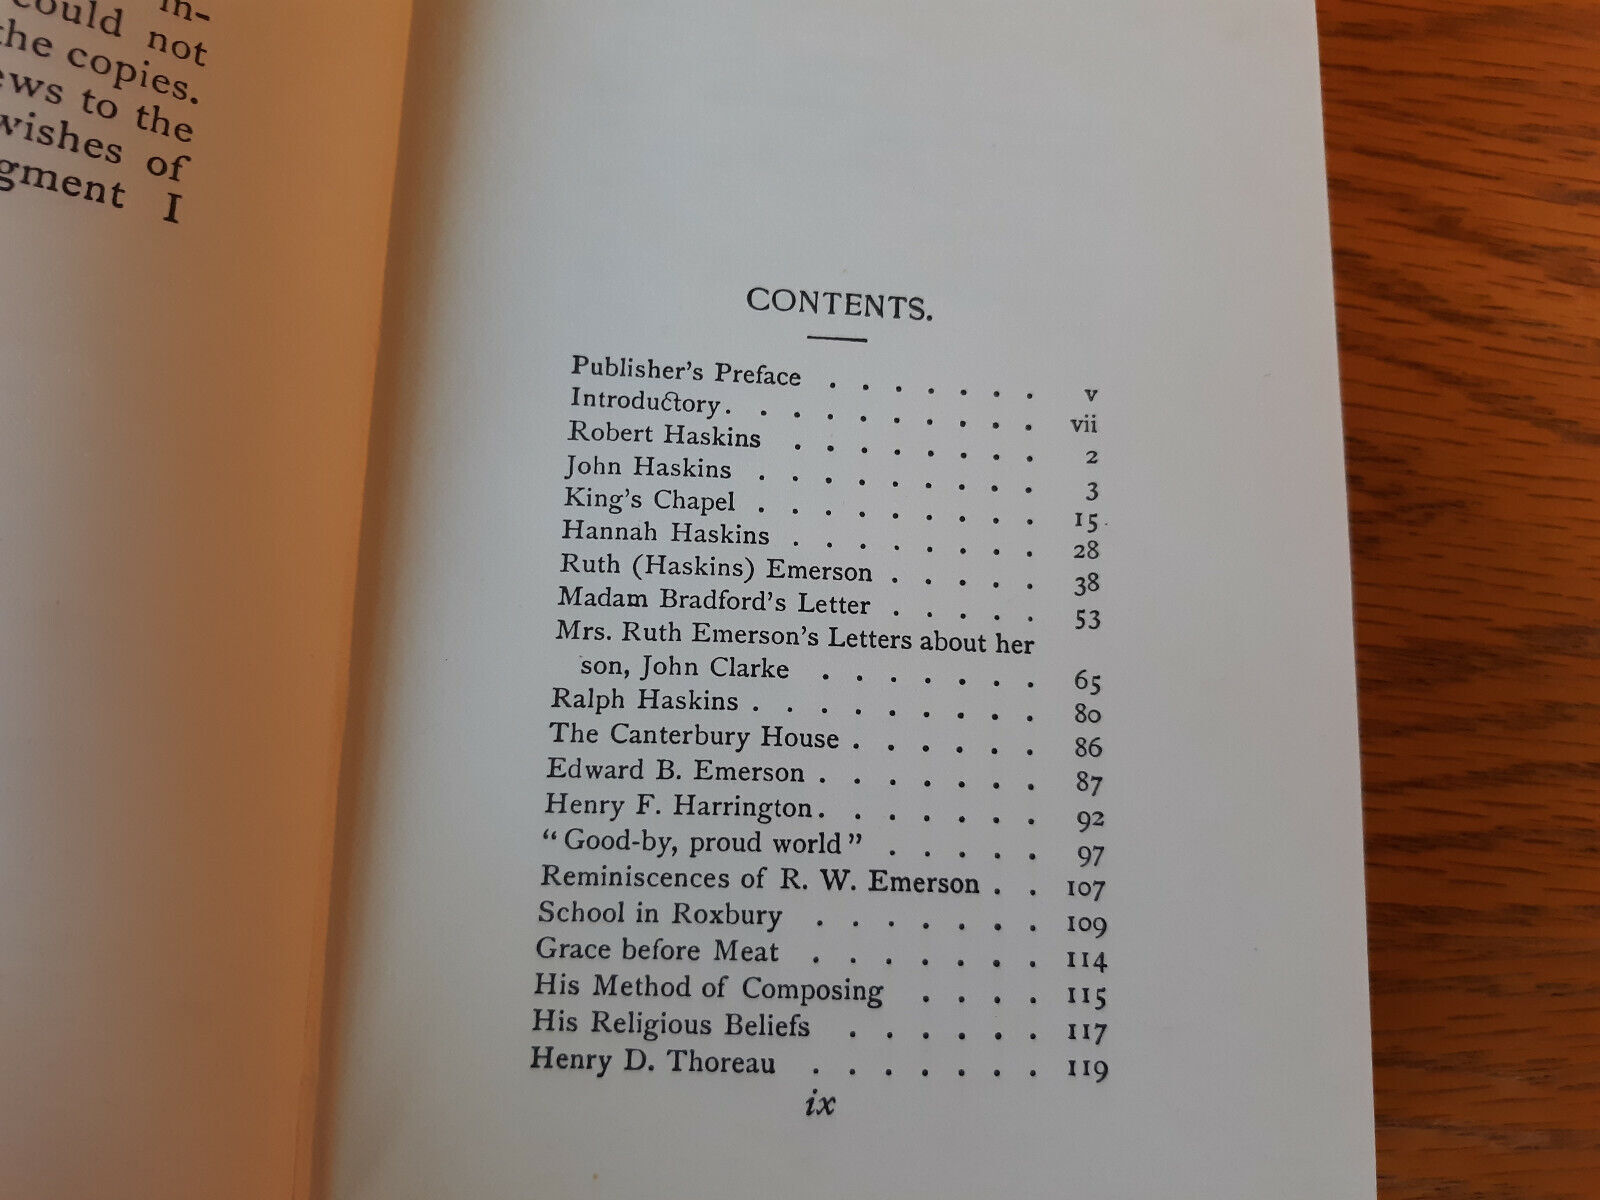 in-
could not
the copies.
ews to the
wishes of
gment I
CONTENTS.
Publisher's Preface . . . . . . . v
Introductory. . . . . . . . . . vii
Robert Haskins . . . . . . . . 2
John Haskins . . . . . . . . . 3
King's Chapel . . . . . . . . . 15
Hannah Haskins . . . . . . . . 28
Ruth (Haskins) Emerson . . . . . 38
Madam Bradford's Letter . . . . . 53
Mrs. Ruth Emerson's Letters about her
son, John Clarke . . . . . . . 65
Ralph Haskins . . . . . . . . . 80
The Canterbury House . . . . . . 86
Edward B. Emerson . . . . . . . 87
Henry F. Harrington. . . . . . . 92
"Good-by, proud world" . . . . . 97
Reminiscences of R. W. Emerson . . 107
School in Roxbury . . . . . . . 109
Grace before Meat . . . . . . . 114
His Method of Composing . . . . 115
His Religious Beliefs . . . . . . 117
Henry D. Thoreau . . . . . . . 119
ix